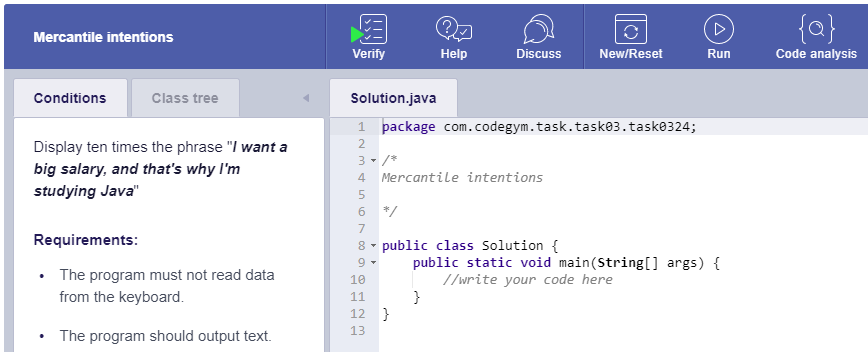 Mercantile intentions
Verify
Help
Discuss
New/Reset
Run
Code analysis
Conditions
Class tree
Display ten times the phrase "I want a
big salary, and that's why I'm
studying Java"
Requirements:
• The program must not read data
from the keyboard.
• The program should output text.
Solution.java
1 package com.codegym.task.task03.task0324;
2
3 /*
4 Mercantile intentions
5
6 */
7
8 public class Solution {
9 public static void main(String[] args) {
10 //write your code here
11 }
12 }
13